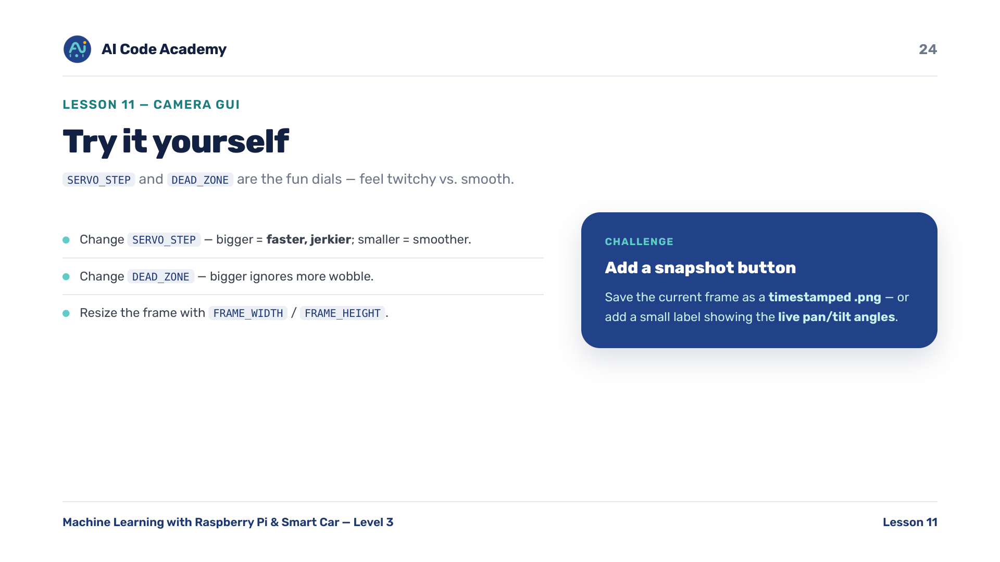 AI Code Academy
24
LESSON 11 — CAMERA GUI
Try it yourself
SERVO_STEP and DEAD_ZONE are the fun dials — feel twitchy vs. smooth.
Change SERVO_STEP — bigger = faster, jerkier; smaller = smoother.
Change DEAD_ZONE — bigger ignores more wobble.
Resize the frame with FRAME_WIDTH / FRAME_HEIGHT.
CHALLENGE
Add a snapshot button
Save the current frame as a timestamped .png — or
add a small label showing the live pan/tilt angles.
Machine Learning with Raspberry Pi & Smart Car — Level 3
Lesson 11